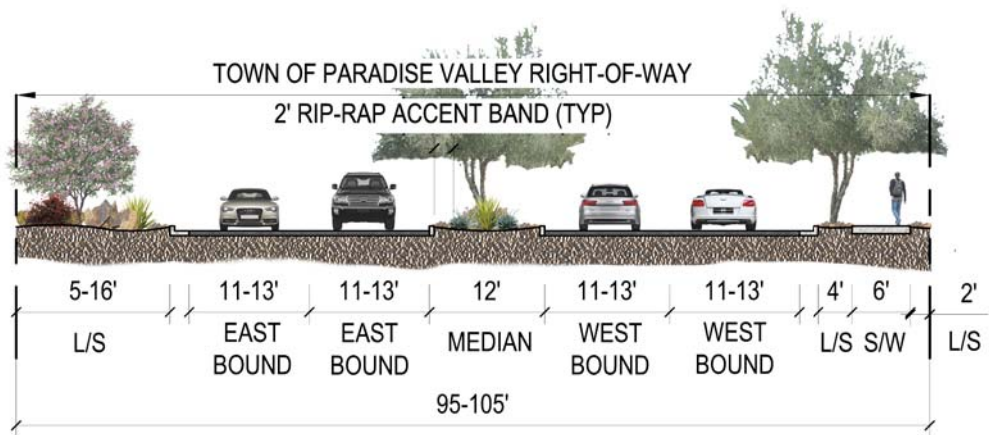 TOWN OF PARADISE VALLEY RIGHT-OF-WAY
2' RIP-RAP ACCENT BAND (TYP)
5-16' 11-13' 11-13' 12' 11-13' 11-13' 4' 6' 2'
L/S EAST BOUND EAST BOUND MEDIAN WEST BOUND WEST BOUND L/S S/W L/S
95-105'